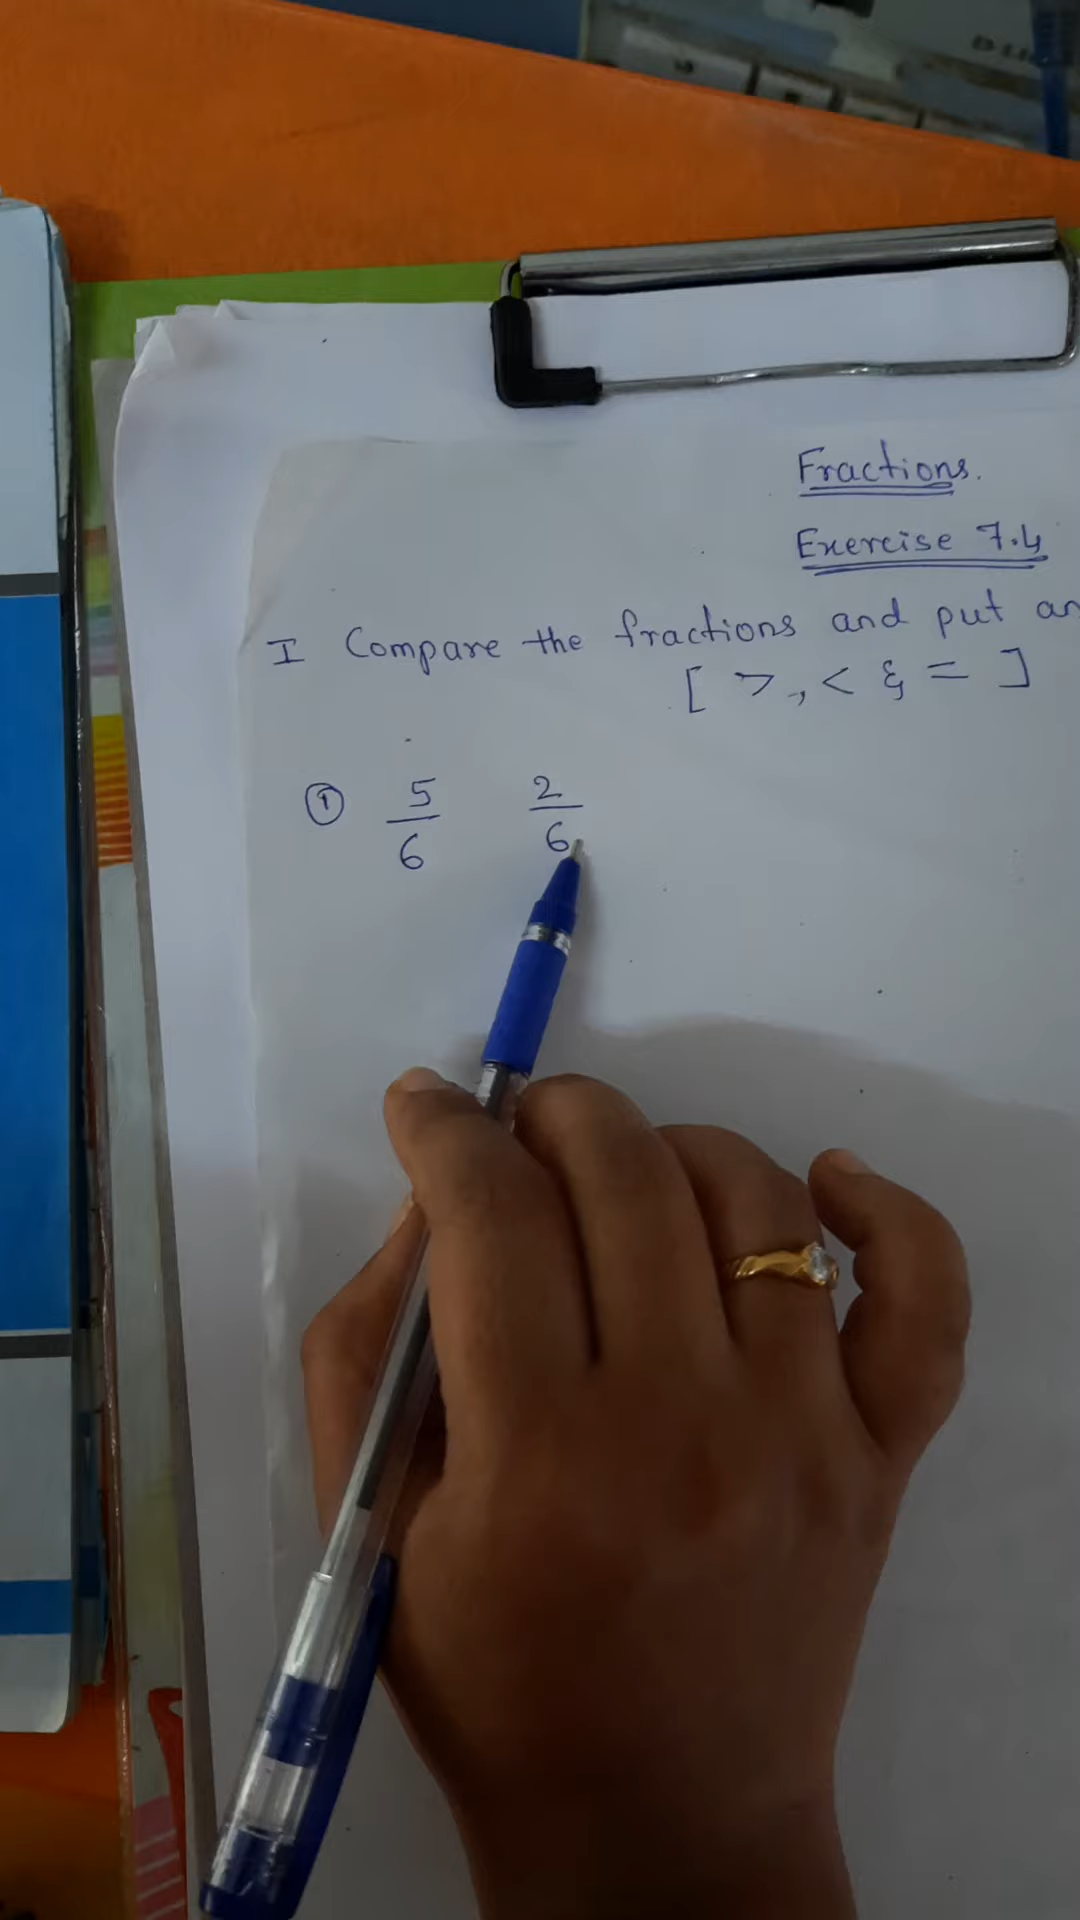 Fractions.
Exercise 7.4
I Compare the fractions and put an
[ >, < & = ]
① 5/6 2/6